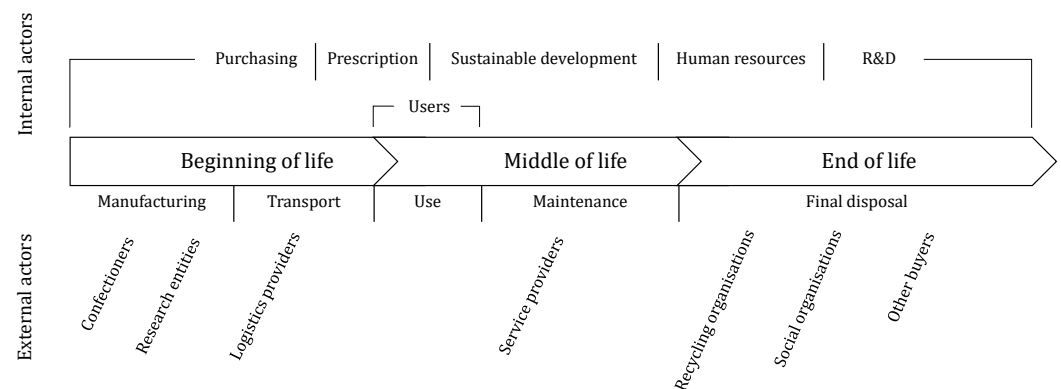 Internal actors
Purchasing Prescription Sustainable development Human resources R&D
Users
Beginning of life Middle of life End of life
Manufacturing Transport Use Maintenance Final disposal
External actors
Confectioners
Research entities
Logistics providers
Service providers
Recycling organisations
Social organisations
Other buyers